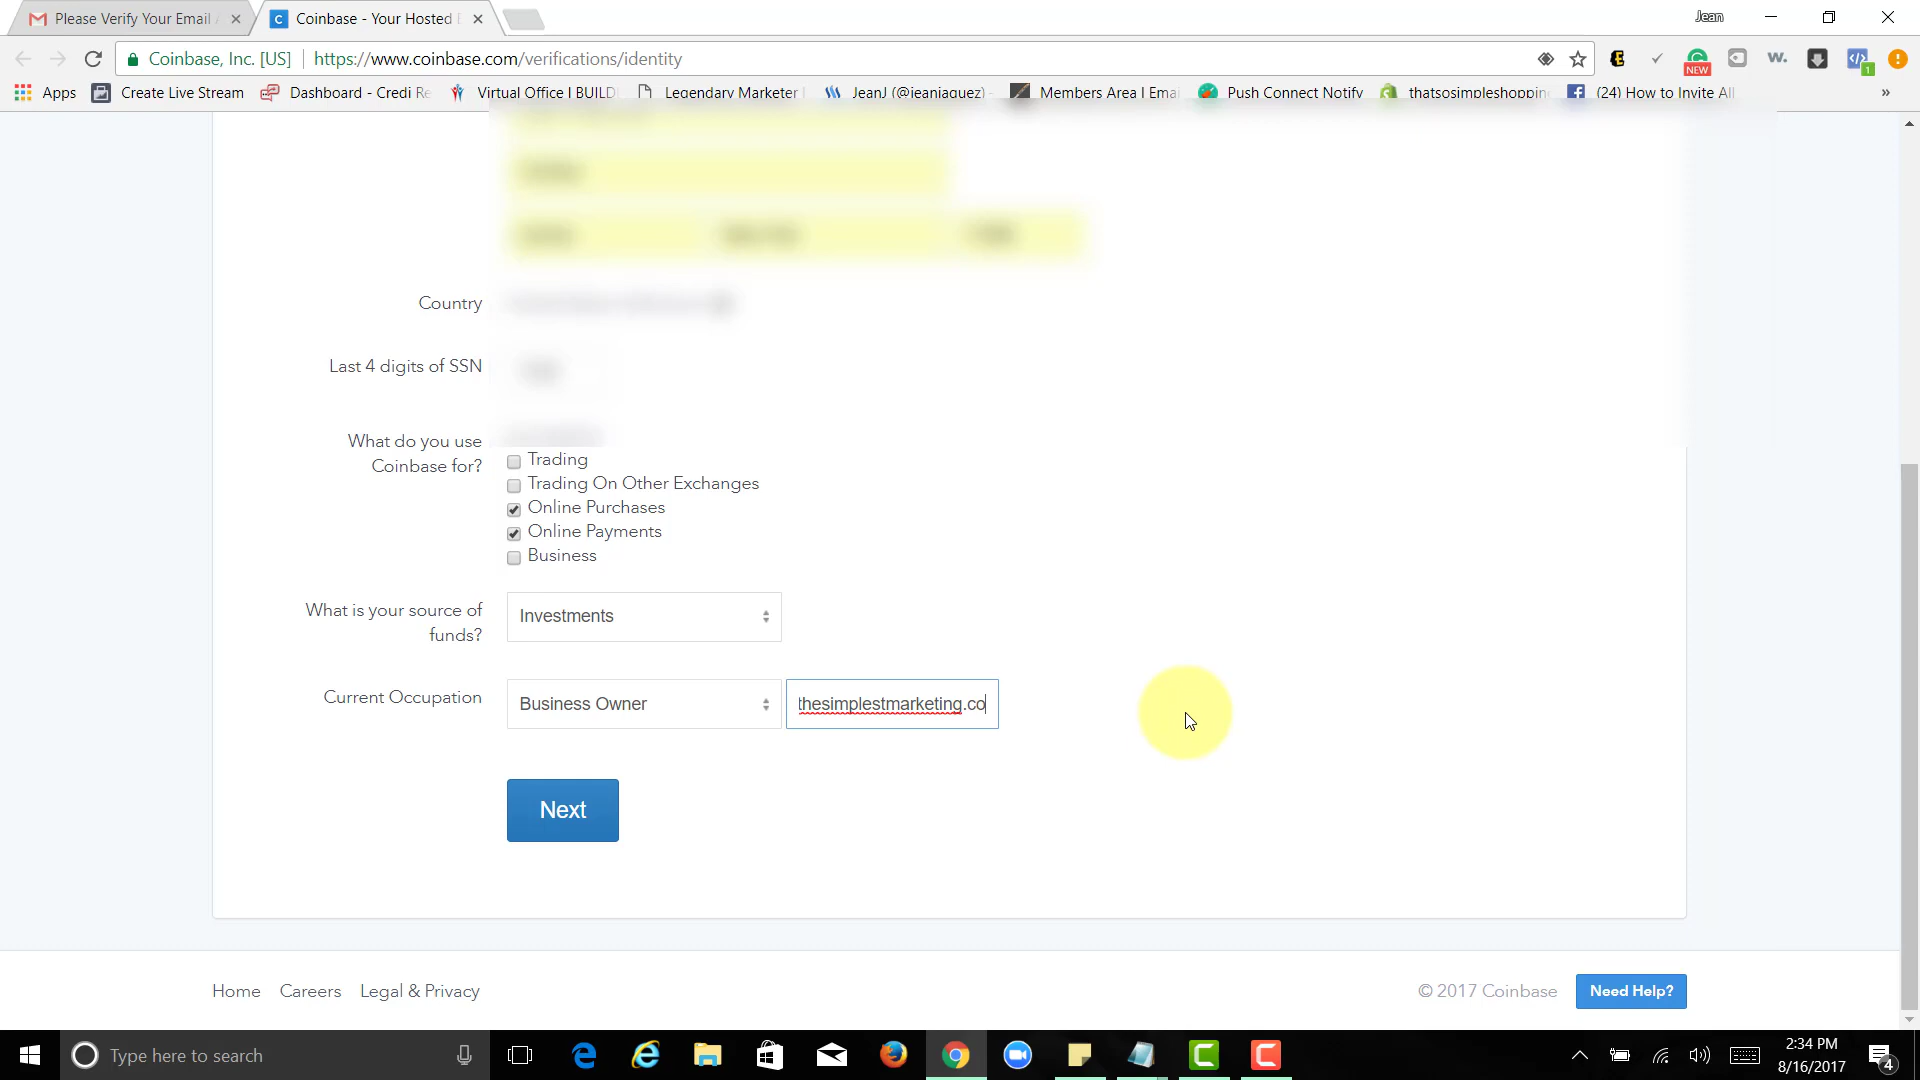 Please Verify Your Email
Coinbase - Your Hosted
Jean
Coinbase, Inc. [US]
https://www.coinbase.com/verifications/identity
NEW
1
Apps
Create Live Stream
Dashboard - Credi Re
Virtual Office | BUILD
Legendary Marketer
JeanJ (@jeanjaquez) -
Members Area | Emai
Push Connect Notify
thatsosimpleshoppin
(24) How to Invite All
»
Country
Last 4 digits of SSN
What do you use
Coinbase for?
Trading
Trading On Other Exchanges
Online Purchases
Online Payments
Business
What is your source of
funds?
Investments
Current Occupation
Business Owner
thesimplestmarketing.co
Next
Home
Careers
Legal & Privacy
© 2017 Coinbase
Need Help?
Type here to search
2:34 PM
8/16/2017
4